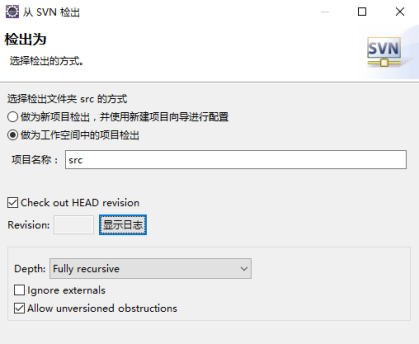 从 SVN 检出
检出为
选择检出的方式。
SVN
选择检出文件夹 src 的方式
做为新项目检出，并使用新建项目向导进行配置
做为工作空间中的项目检出
项目名称： src
Check out HEAD revision
Revision: 显示日志
Depth: Fully recursive
Ignore externals
Allow unversioned obstructions